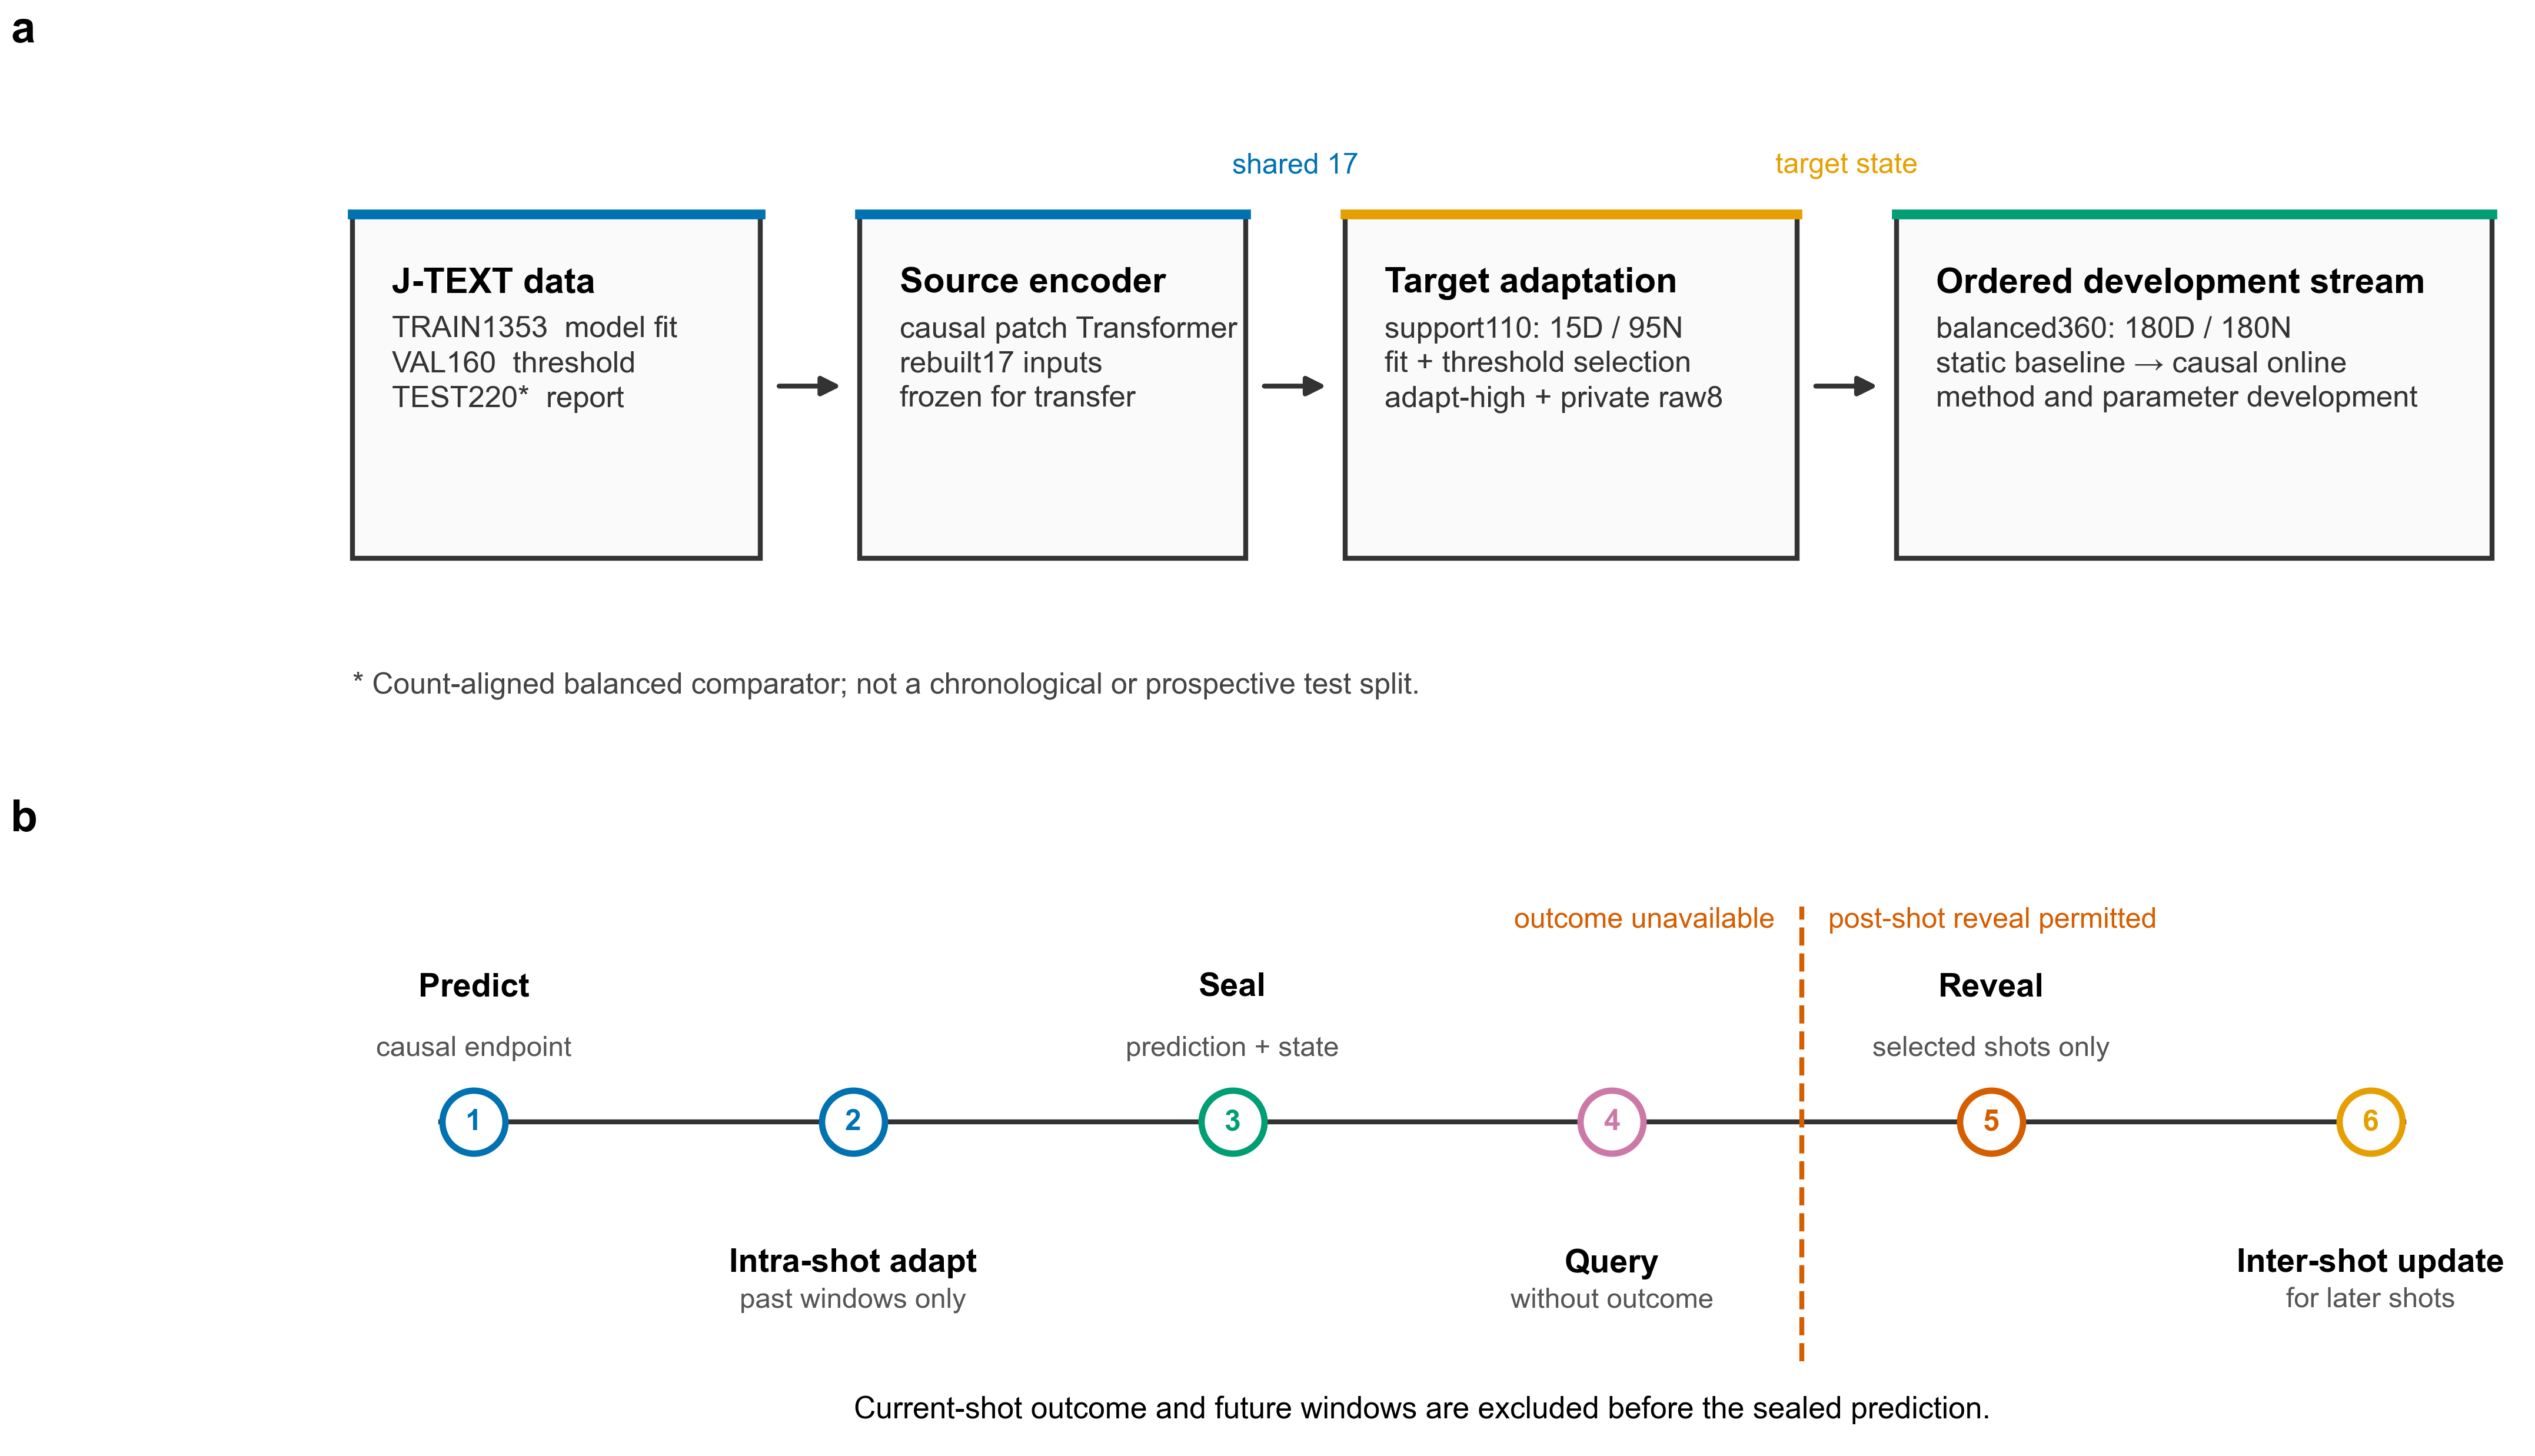 a
shared 17
target state
J-TEXT data
TRAIN1353 model fit
VAL160 threshold
TEST220* report
Source encoder
causal patch Transformer
rebuilt17 inputs
frozen for transfer
Target adaptation
support110: 15D / 95N
fit + threshold selection
adapt-high + private raw8
Ordered development stream
balanced360: 180D / 180N
static baseline → causal online
method and parameter development
* Count-aligned balanced comparator; not a chronological or prospective test split.
b
outcome unavailable
post-shot reveal permitted
Predict
causal endpoint
Seal
prediction + state
Reveal
selected shots only
1
2
3
4
5
6
Intra-shot adapt
past windows only
Query
without outcome
Inter-shot update
for later shots
Current-shot outcome and future windows are excluded before the sealed prediction.